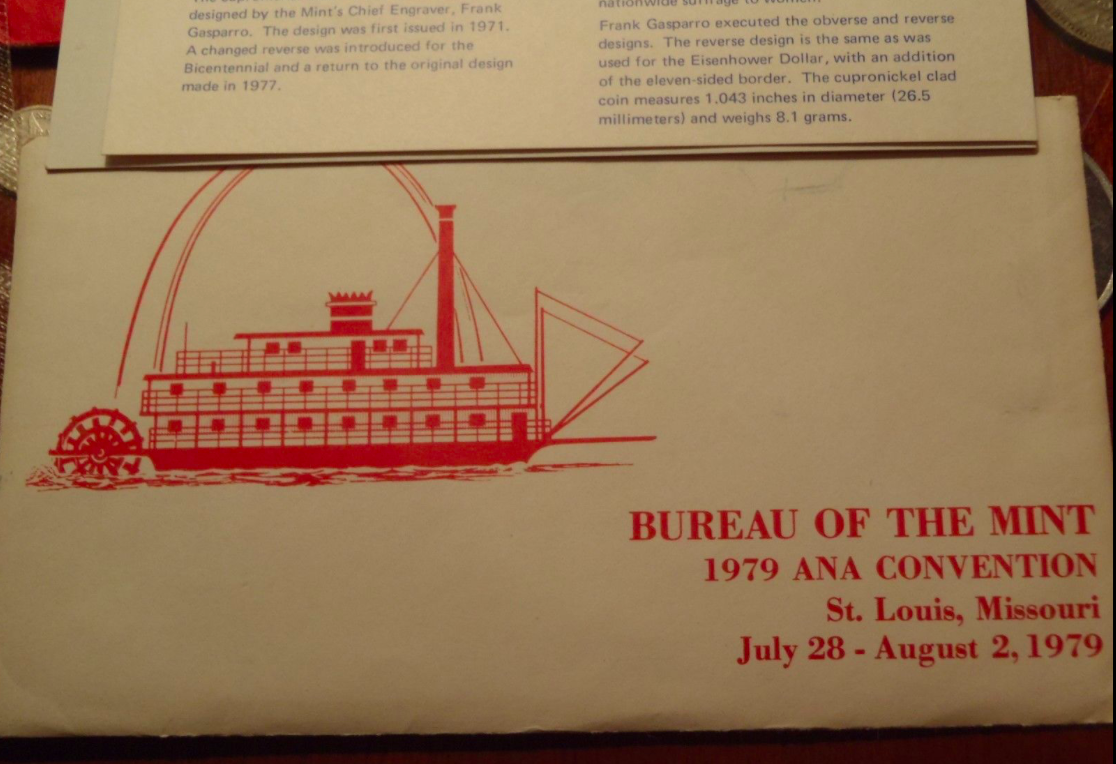 designed by the Mint's Chief Engraver, Frank
Gasparro. The design was first issued in 1971.
A changed reverse was introduced for the
Bicentennial and a return to the original design
made in 1977.
nationwide suffrage to women.
Frank Gasparro executed the obverse and reverse
designs. The reverse design is the same as was
used for the Eisenhower Dollar, with an addition
of the eleven-sided border. The cupronickel clad
coin measures 1.043 inches in diameter (26.5
millimeters) and weighs 8.1 grams.
BUREAU OF THE MINT
1979 ANA CONVENTION
St. Louis, Missouri
July 28 - August 2, 1979